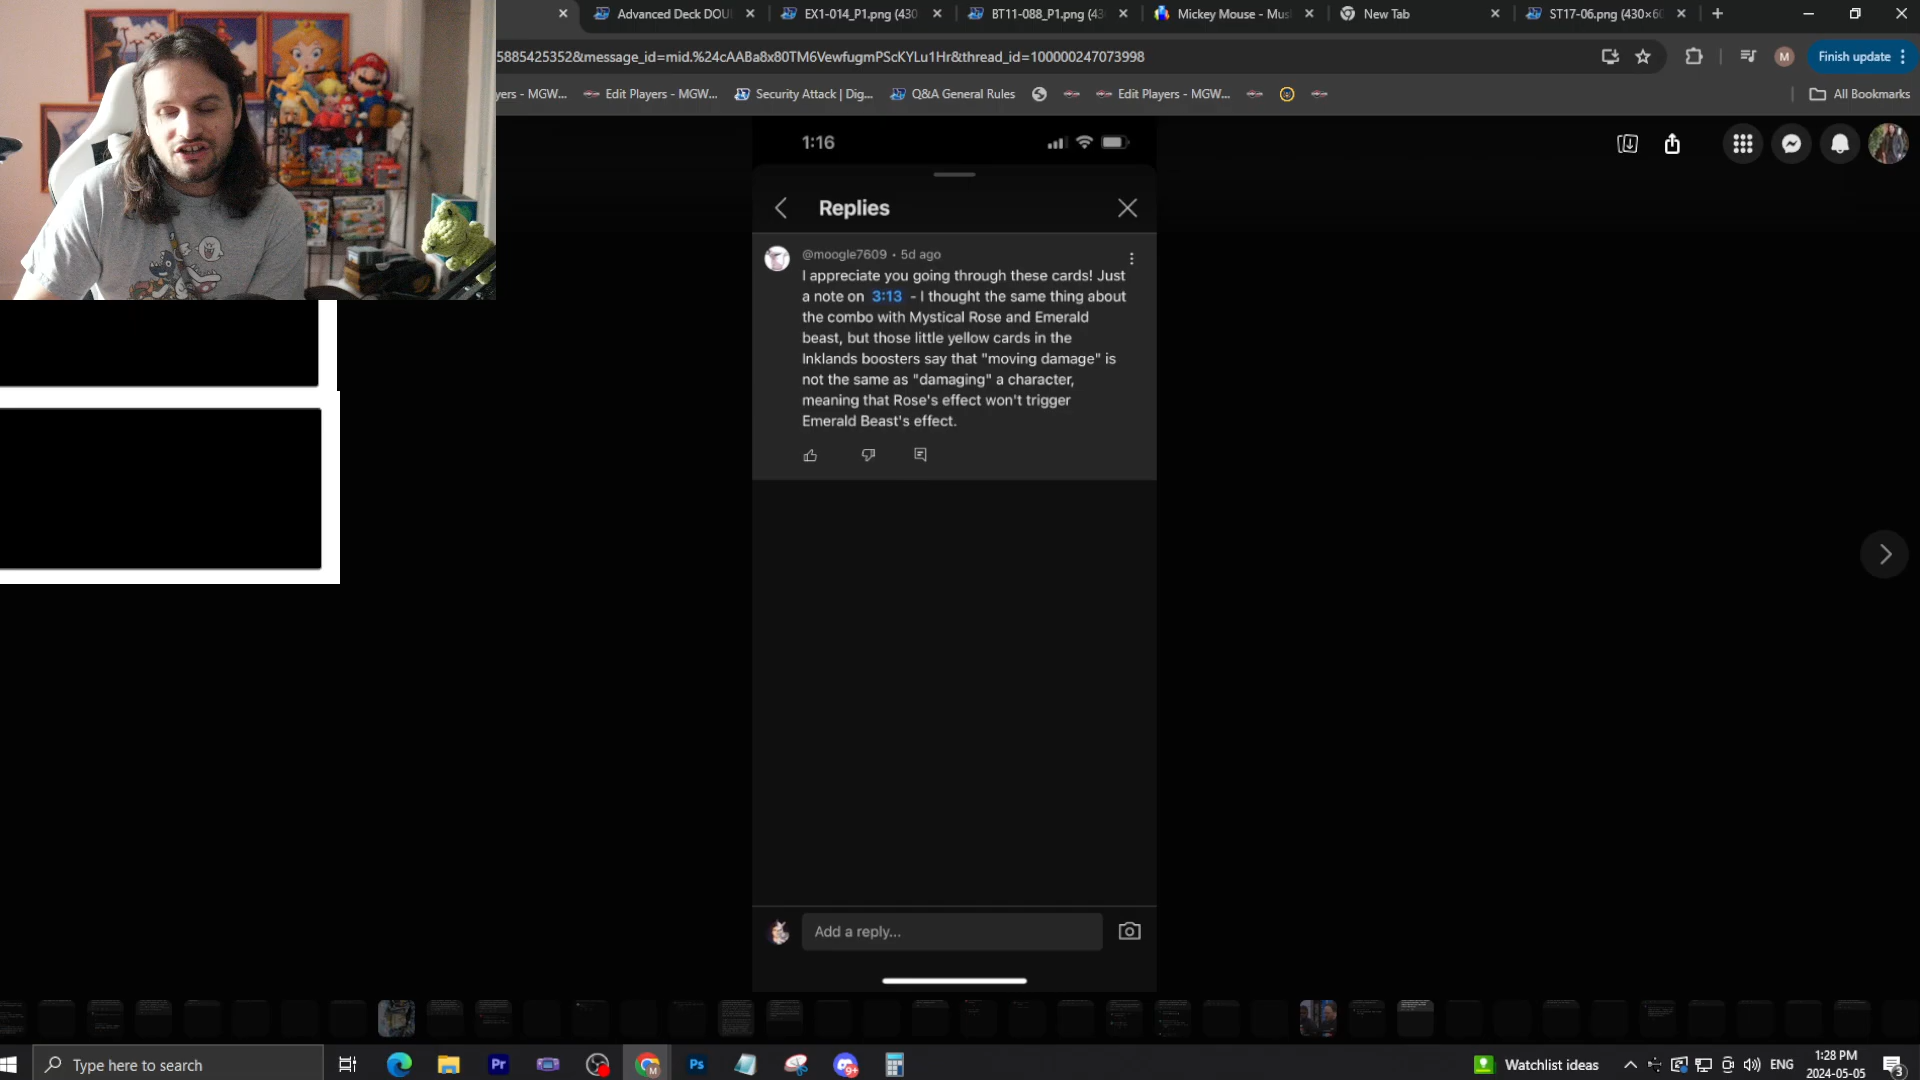 Advanced Deck DOU
EX1-014_P1.png (430
BT11-088_P1.png (43
Mickey Mouse - Mus
New Tab
ST17-06.png (430×60
5885425352&message_id=mid.%24cAABa8x80TM6VewfugmPScKYLu1Hr&thread_id=100000247073998
M
Finish update
yers - MGW...
Edit Players - MGW...
Security Attack | Dig...
Q&A General Rules
Edit Players - MGW...
All Bookmarks
1:16
Replies
@moogle7609 • 5d ago
I appreciate you going through these cards! Just
a note on 3:13 - I thought the same thing about
the combo with Mystical Rose and Emerald
beast, but those little yellow cards in the
Inklands boosters say that "moving damage" is
not the same as "damaging" a character,
meaning that Rose's effect won't trigger
Emerald Beast's effect.
Add a reply...
Type here to search
Pr
M
Ps
9+
Watchlist ideas
ENG
1:28 PM
2024-05-05
3